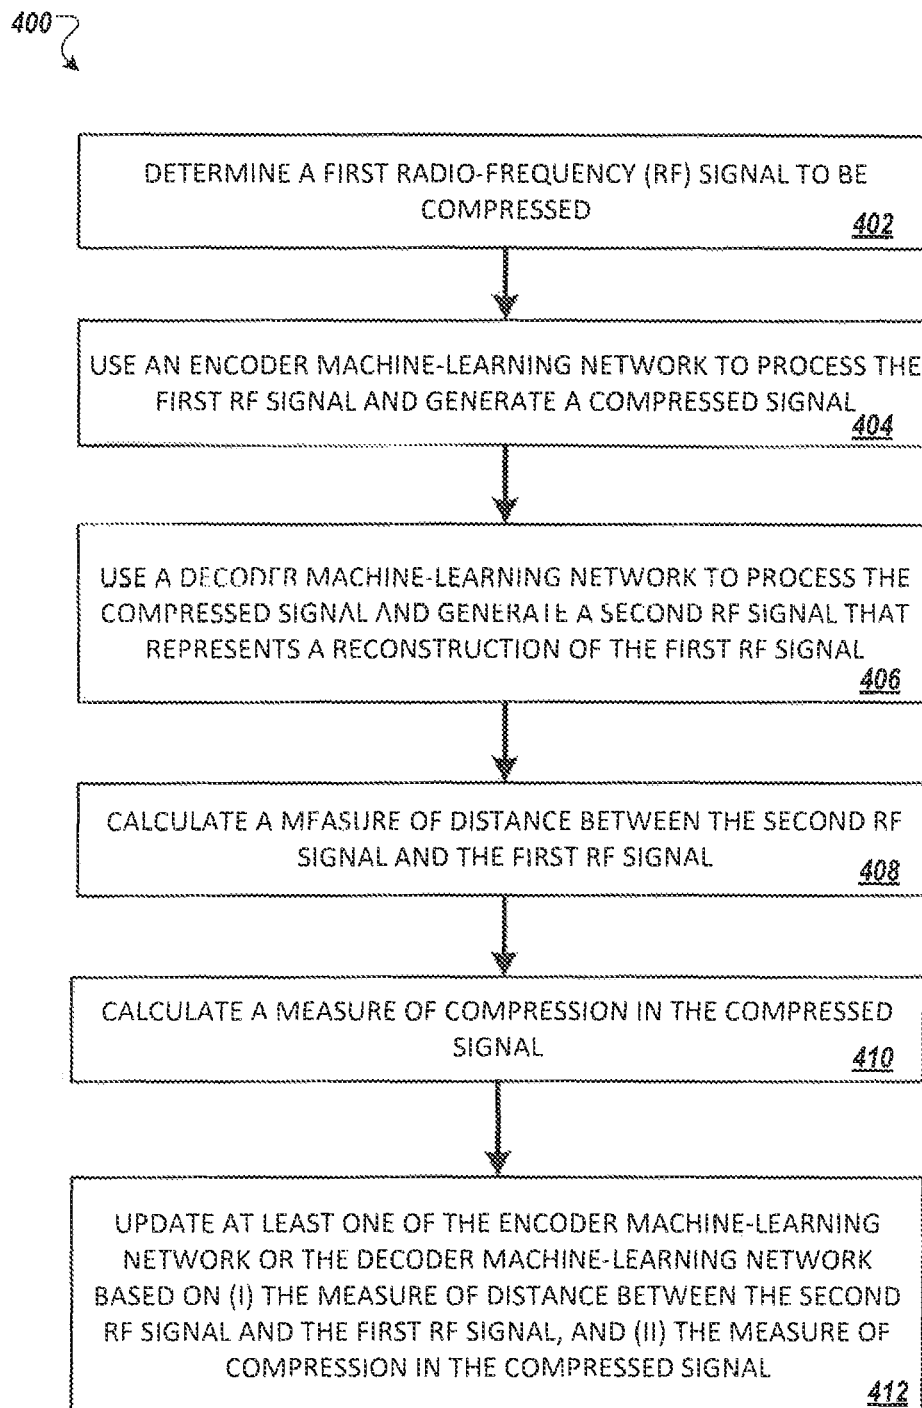 400
DETERMINE A FIRST RADIO-FREQUENCY (RF) SIGNAL TO BE
COMPRESSED
402
USE AN ENCODER MACHINE-LEARNING NETWORK TO PROCESS THE
FIRST RF SIGNAL AND GENERATE A COMPRESSED SIGNAL
404
USE A DECODER MACHINE-LEARNING NETWORK TO PROCESS THE
COMPRESSED SIGNAL AND GENERATE A SECOND RF SIGNAL THAT
REPRESENTS A RECONSTRUCTION OF THE FIRST RF SIGNAL
406
CALCULATE A MEASURE OF DISTANCE BETWEEN THE SECOND RF
SIGNAL AND THE FIRST RF SIGNAL
408
CALCULATE A MEASURE OF COMPRESSION IN THE COMPRESSED
SIGNAL
410
UPDATE AT LEAST ONE OF THE ENCODER MACHINE-LEARNING
NETWORK OR THE DECODER MACHINE-LEARNING NETWORK
BASED ON (I) THE MEASURE OF DISTANCE BETWEEN THE SECOND
RF SIGNAL AND THE FIRST RF SIGNAL, AND (II) THE MEASURE OF
COMPRESSION IN THE COMPRESSED SIGNAL
412